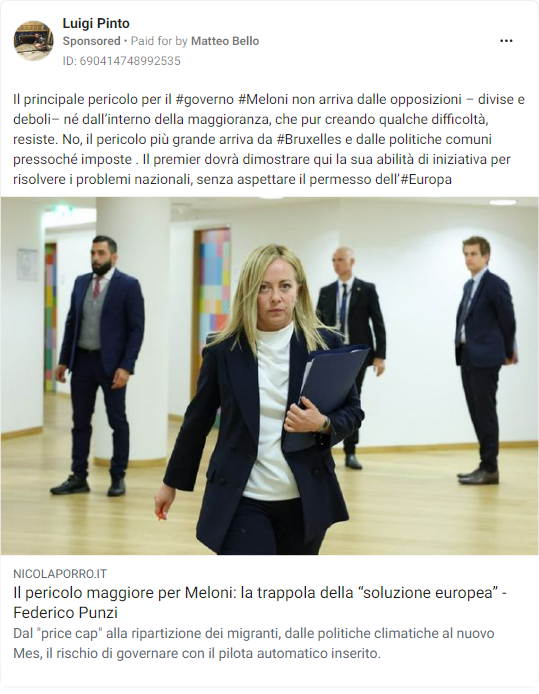 Luigi Pinto
Sponsored • Paid for by Matteo Bello
ID: 690414748992535
Il principale pericolo per il #governo #Meloni non arriva dalle opposizioni – divise e
deboli– né dall’interno della maggioranza, che pur creando qualche difficoltà,
resiste. No, il pericolo più grande arriva da #Bruxelles e dalle politiche comuni
pressoché imposte . Il premier dovrà dimostrare qui la sua abilità di iniziativa per
risolvere i problemi nazionali, senza aspettare il permesso dell’#Europa
NICOLAPORRO.IT
Il pericolo maggiore per Meloni: la trappola della “soluzione europea” -
Federico Punzi
Dal "price cap" alla ripartizione dei migranti, dalle politiche climatiche al nuovo
Mes, il rischio di governare con il pilota automatico inserito.